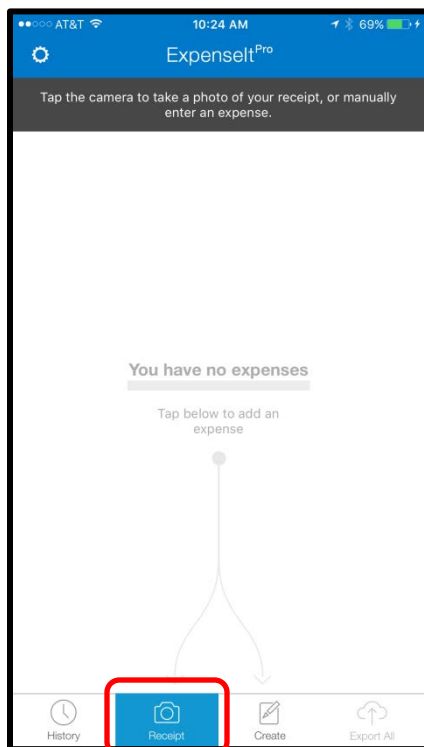 AT&T 10:24 AM 69%
ExpenseIt Pro
Tap the camera to take a photo of your receipt, or manually
enter an expense.
You have no expenses
Tap below to add an
expense
History Receipt Create Export All